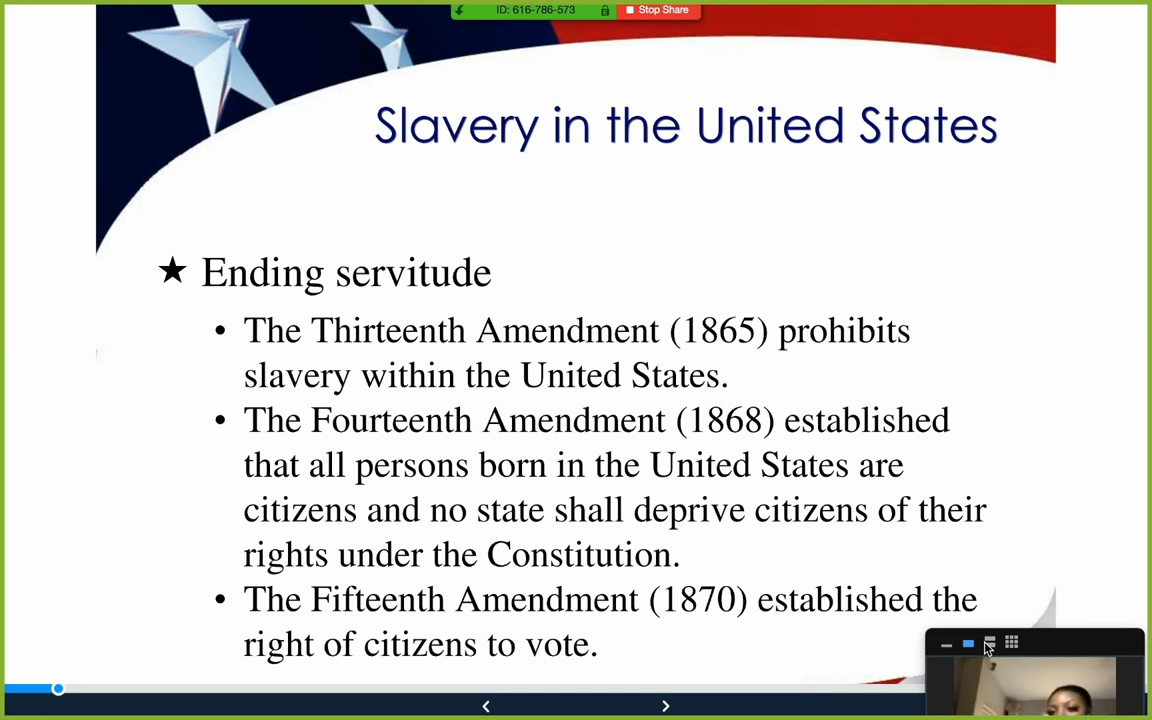 ID: 616-786-573
Stop Share
Slavery in the United States
★ Ending servitude
• The Thirteenth Amendment (1865) prohibits
slavery within the United States.
• The Fourteenth Amendment (1868) established
that all persons born in the United States are
citizens and no state shall deprive citizens of their
rights under the Constitution.
• The Fifteenth Amendment (1870) established the
right of citizens to vote.